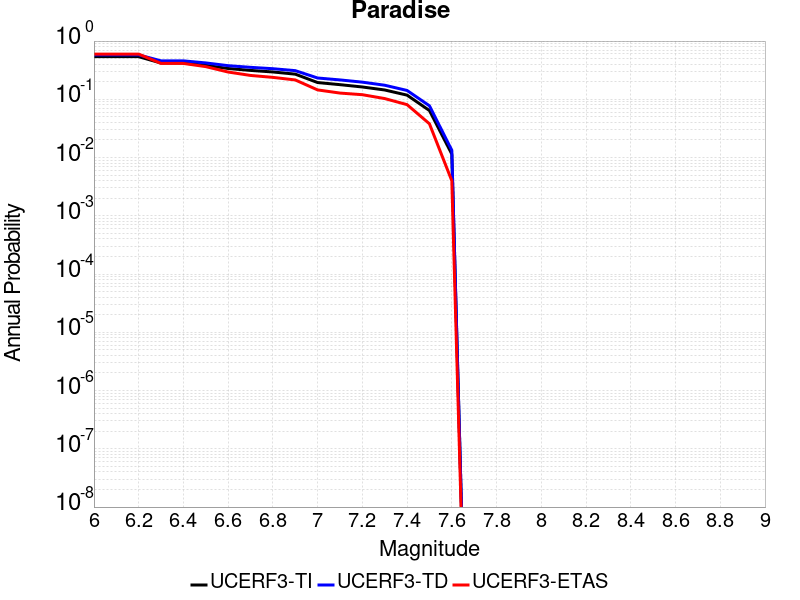 Paradise
10^0
10^-1
10^-2
10^-3
10^-4
10^-5
10^-6
10^-7
10^-8
Annual Probability
6 6.2 6.4 6.6 6.8 7 7.2 7.4 7.6 7.8 8 8.2 8.4 8.6 8.8 9
Magnitude
UCERF3-TI UCERF3-TD UCERF3-ETAS